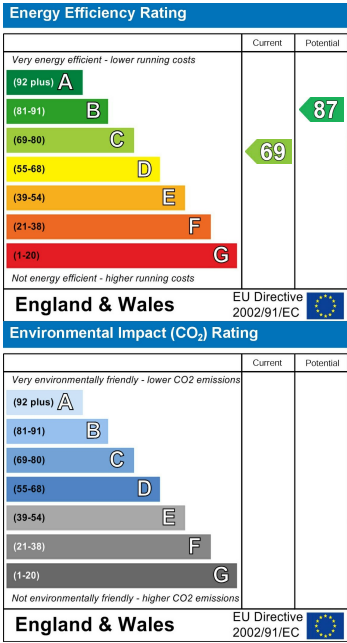 Energy Efficiency Rating
Current Potential
Very energy efficient - lower running costs
(92 plus) A
(81-91) B
87
(69-80) C
69
(55-68) D
(39-54) E
(21-38) F
(1-20) G
Not energy efficient - higher running costs
England & Wales
EU Directive
2002/91/EC
Environmental Impact (CO₂) Rating
Current Potential
Very environmentally friendly - lower CO2 emissions
(92 plus) A
(81-91) B
(69-80) C
(55-68) D
(39-54) E
(21-38) F
(1-20) G
Not environmentally friendly - higher CO2 emissions
England & Wales
EU Directive
2002/91/EC